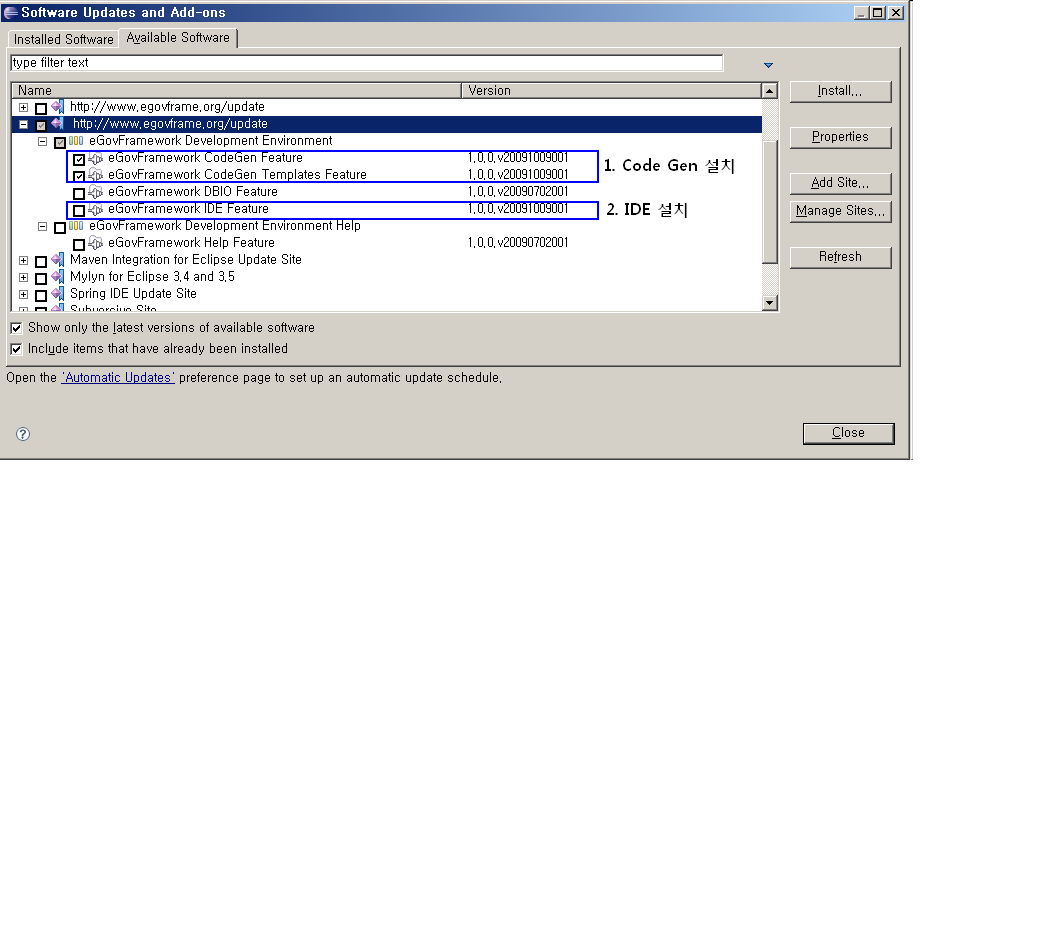 Software Updates and Add-ons
Installed Software Available Software
type filter text
Name Version
http://www.egovframe.org/update
http://www.egovframe.org/update
eGovFramework Development Environment
eGovFramework CodeGen Feature 1.0.0.v20091009001
eGovFramework CodeGen Templates Feature 1.0.0.v20091009001
1. Code Gen 설치
eGovFramework DBIO Feature 1.0.0.v20090702001
eGovFramework IDE Feature 1.0.0.v20091009001
2. IDE 설치
eGovFramework Development Environment Help
eGovFramework Help Feature 1.0.0.v20090702001
Maven Integration for Eclipse Update Site
Mylyn for Eclipse 3.4 and 3.5
Spring IDE Update Site
Subversive Site
Install...
Properties
Add Site...
Manage Sites...
Refresh
Show only the latest versions of available software
Include items that have already been installed
Open the 'Automatic Updates' preference page to set up an automatic update schedule.
?
Close